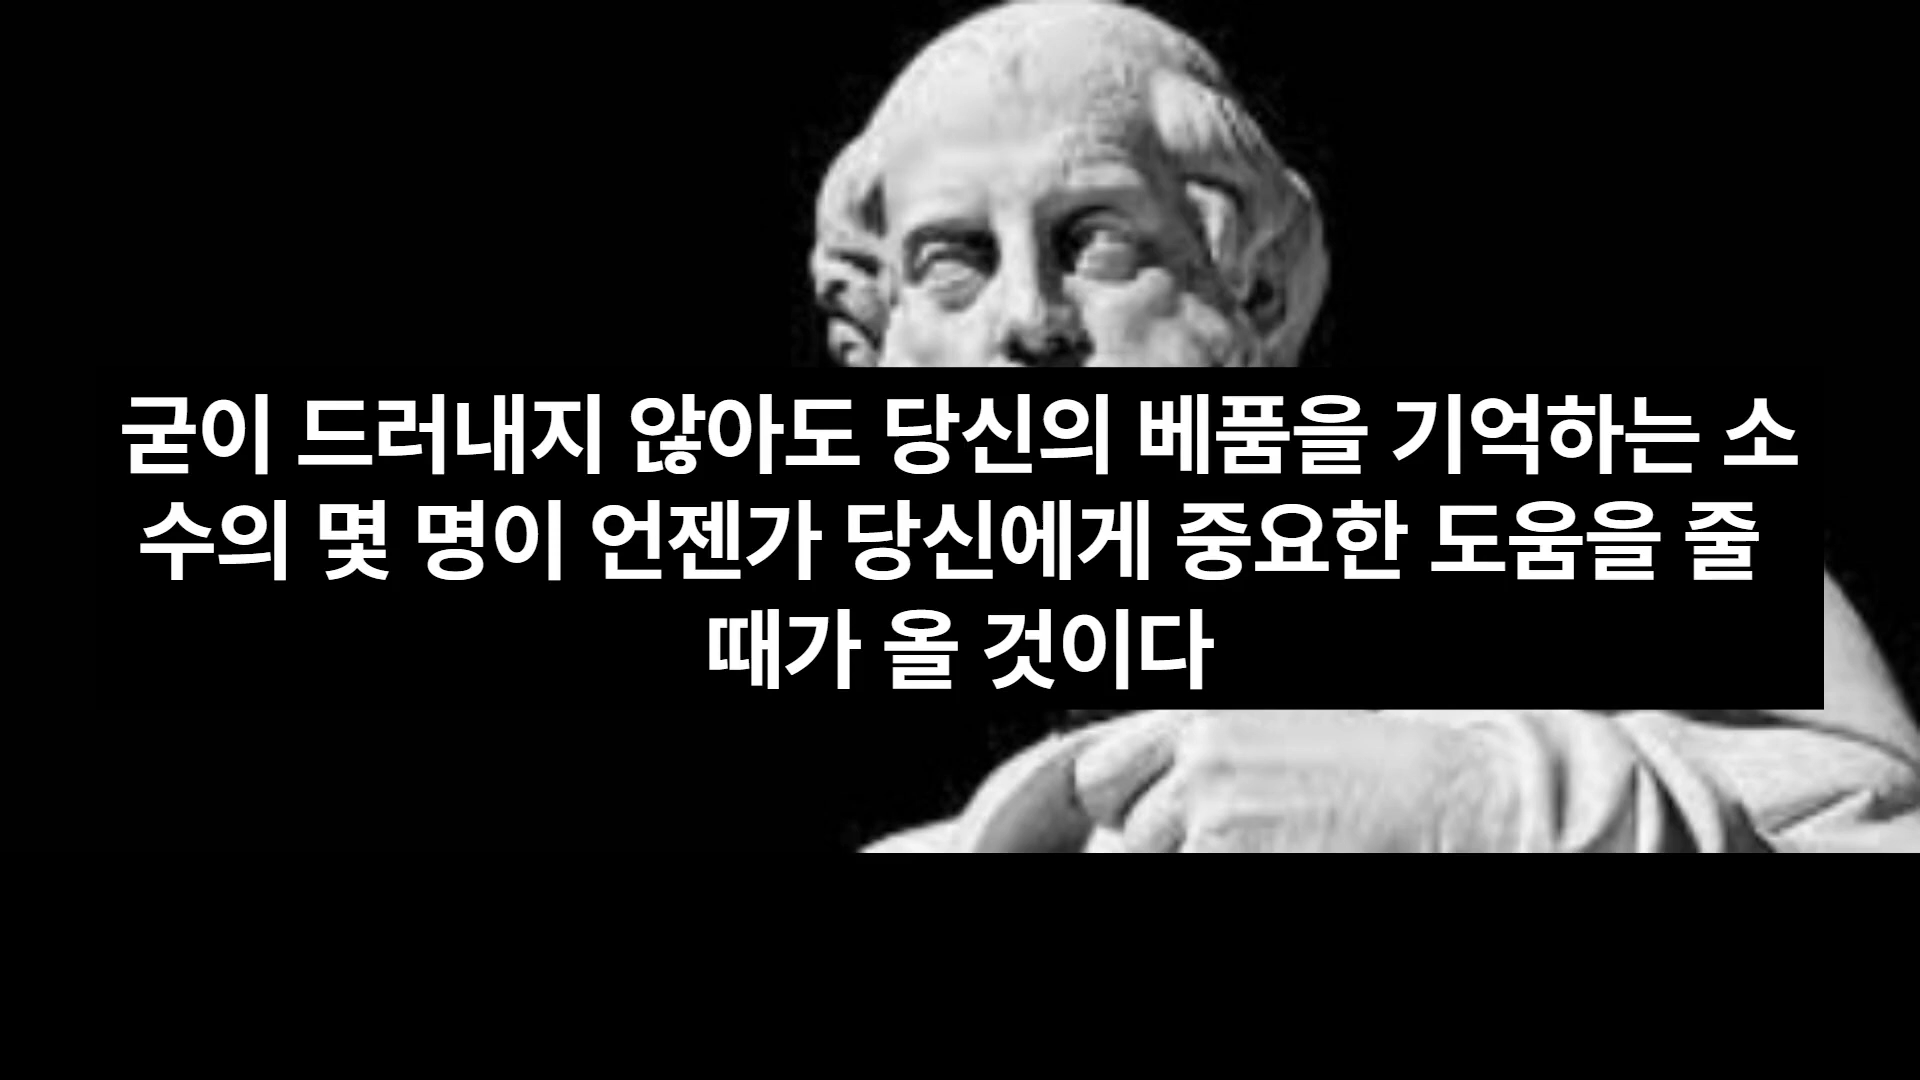 굳이 드러내지 않아도 당신의 베품을 기억하는 소
수의 몇 명이 언젠가 당신에게 중요한 도움을 줄
때가 올 것이다